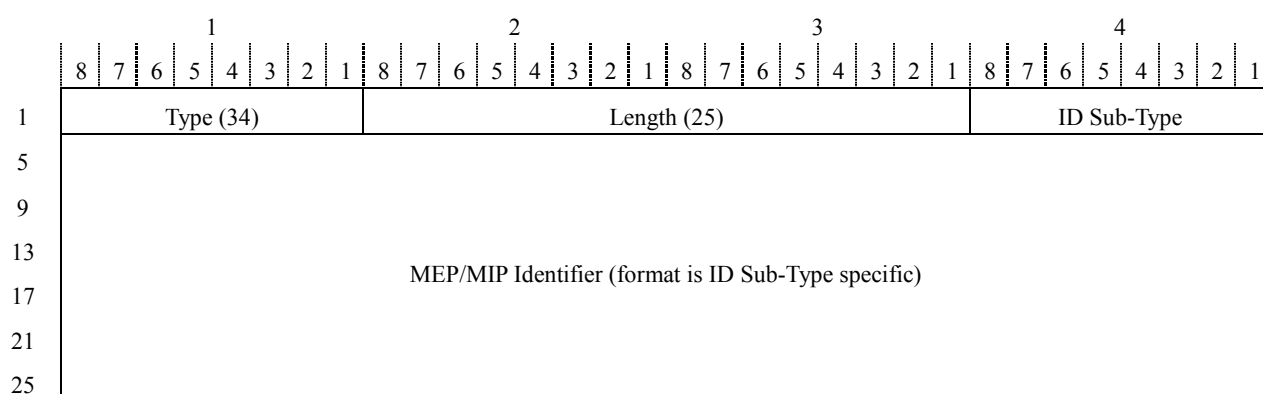 1 2 3 4
8 7 6 5 4 3 2 1 8 7 6 5 4 3 2 1 8 7 6 5 4 3 2 1 8 7 6 5 4 3 2 1
1 Type (34) Length (25) ID Sub-Type
5
9
13
MEP/MIP Identifier (format is ID Sub-Type specific)
17
21
25